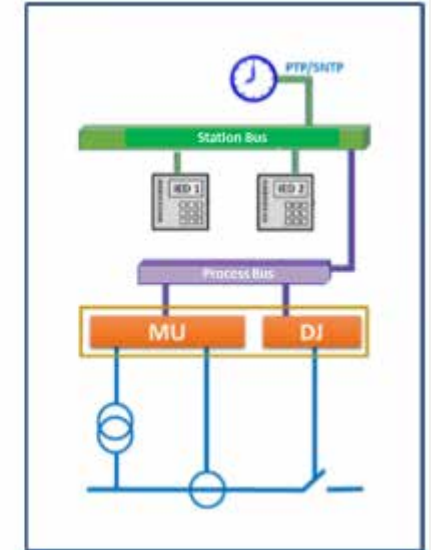 PTP/SNTP
Station Bus
IED 1
IED 2
Process Bus
MU
DJ